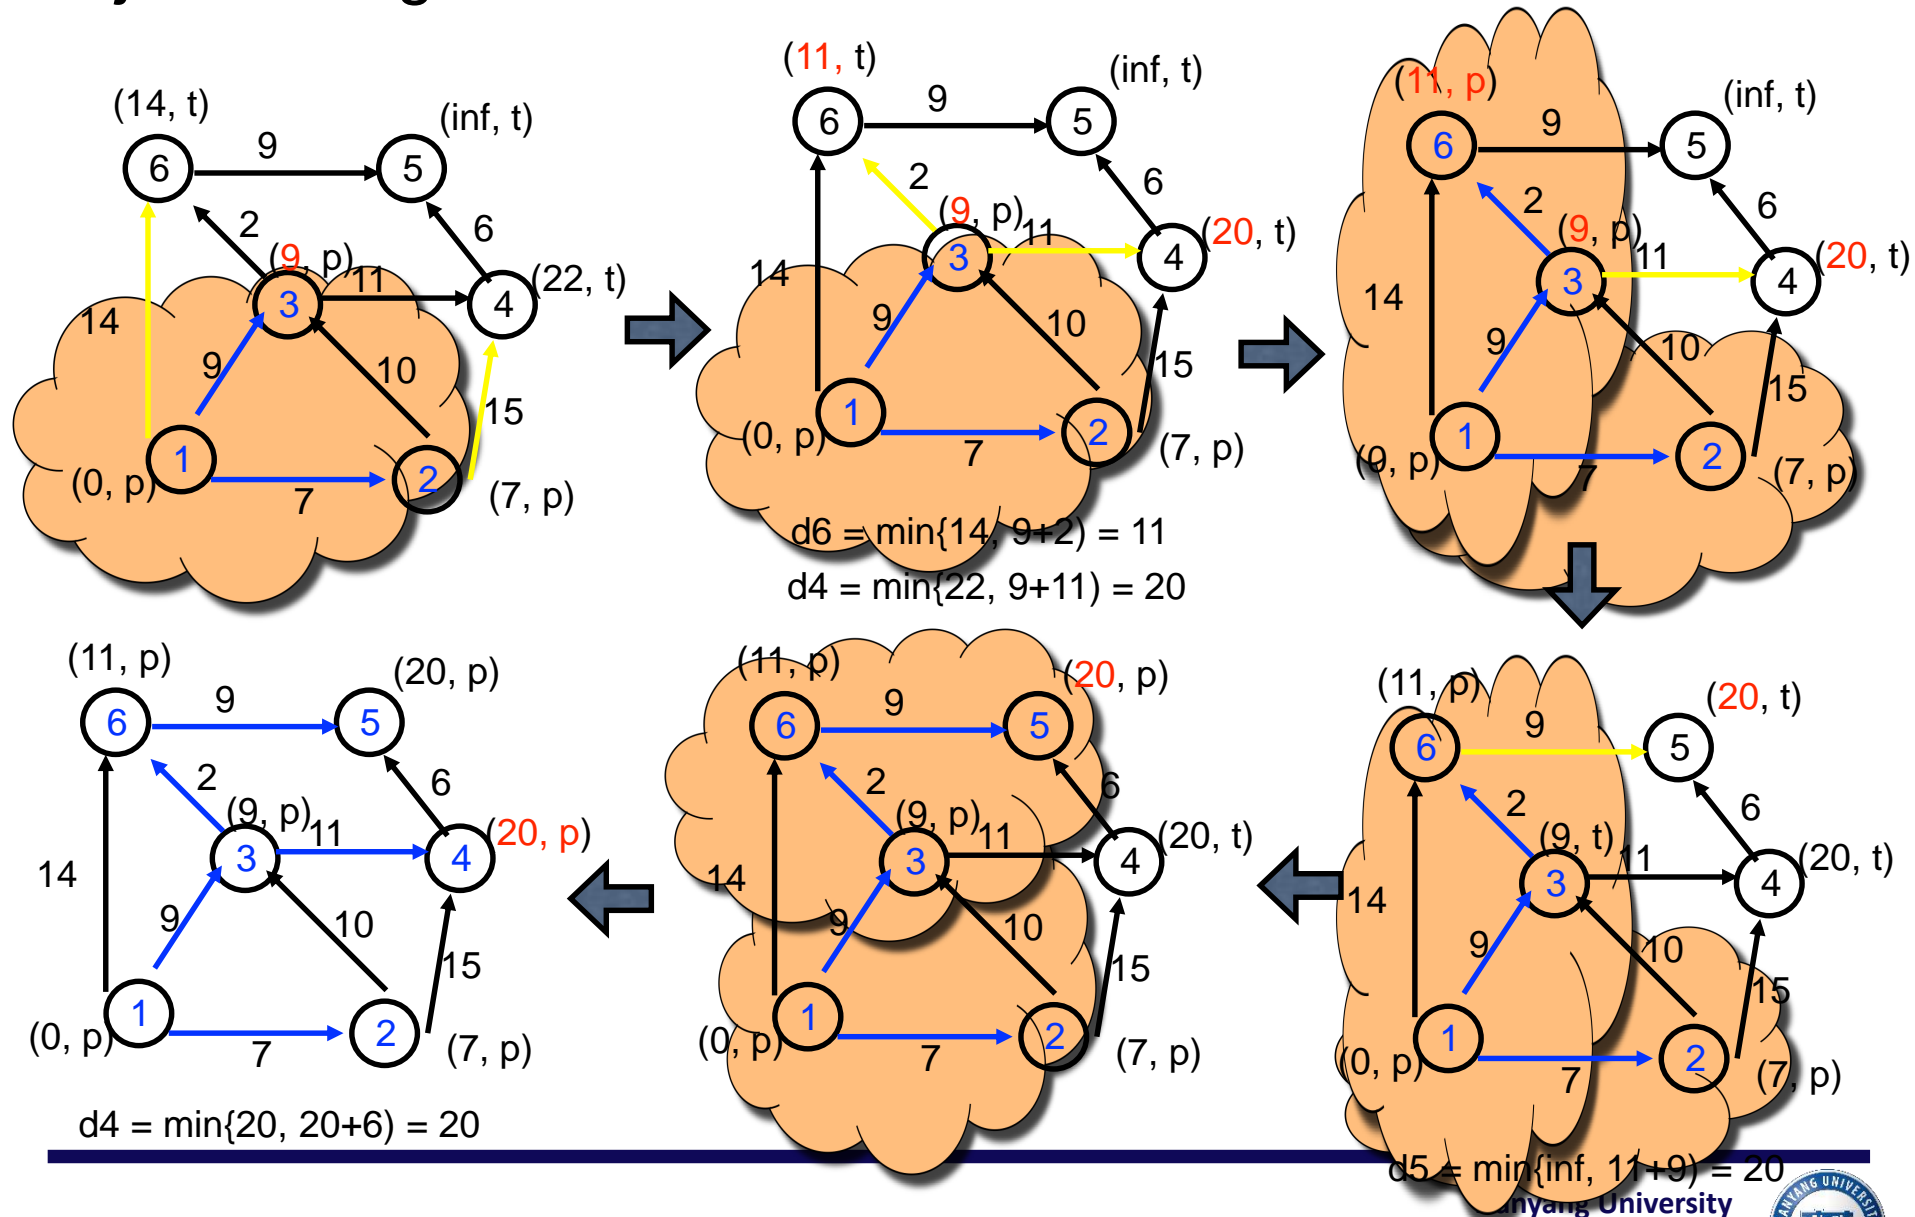 (14, t)
(inf, t)
6
9
5
2
6
(9, p)
11
(22, t)
3
4
14
9
10
15
1
2
(0, p)
7
(7, p)
(11, t)
(inf, t)
6
9
5
2
6
(9, p)
11
(20, t)
3
4
14
9
10
15
1
2
(0, p)
7
(7, p)
d6 = min{14, 9+2) = 11
d4 = min{22, 9+11) = 20
(11, p)
(inf, t)
6
9
5
2
6
(9, p)
11
(20, t)
3
4
14
9
10
15
1
2
(0, p)
7
(7, p)
(11, p)
(20, t)
6
9
5
2
6
(9, t)
11
(20, t)
3
4
14
9
10
15
1
2
(0, p)
7
(7, p)
d5 = min{inf, 11+9) = 20
(11, p)
(20, p)
6
9
5
2
6
(9, p)
11
(20, t)
3
4
14
9
10
15
1
2
(0, p)
7
(7, p)
(11, p)
(20, p)
6
9
5
2
6
(9, p)
11
(20, p)
3
4
14
9
10
15
1
2
(0, p)
7
(7, p)
d4 = min{20, 20+6) = 20
University